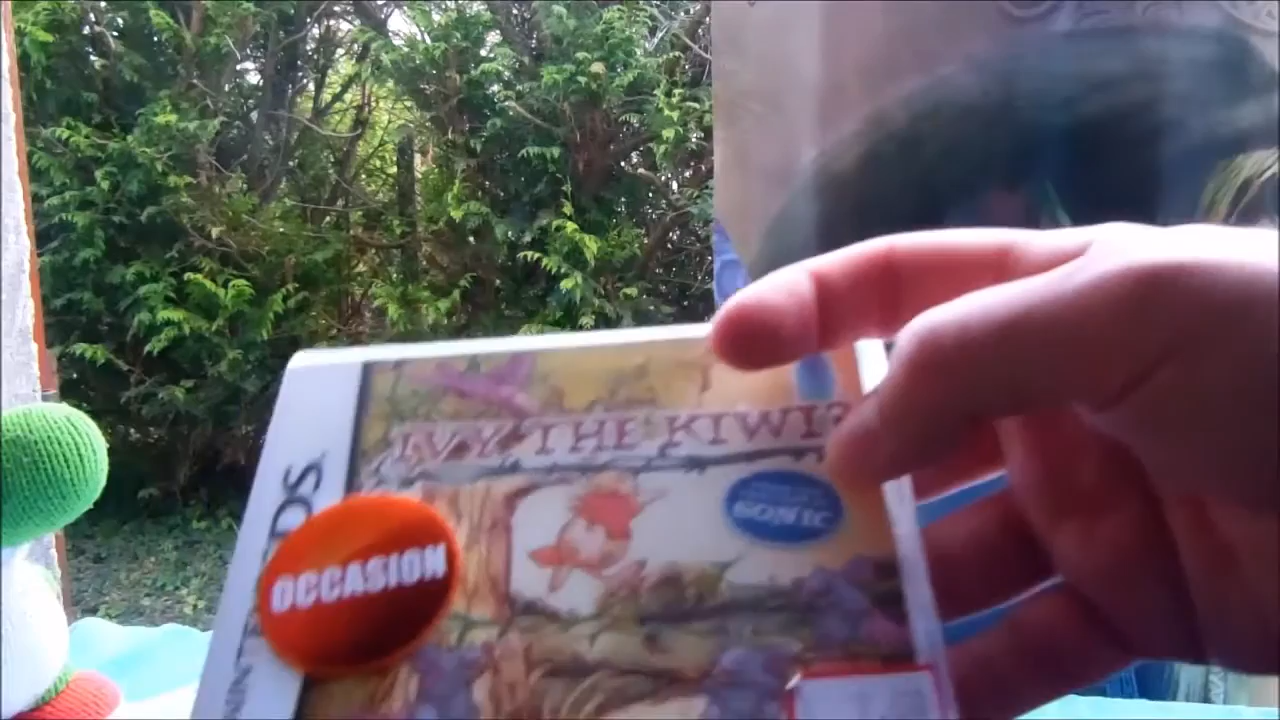 IVY THE KIWI?
SONIC
OCCASION
DS